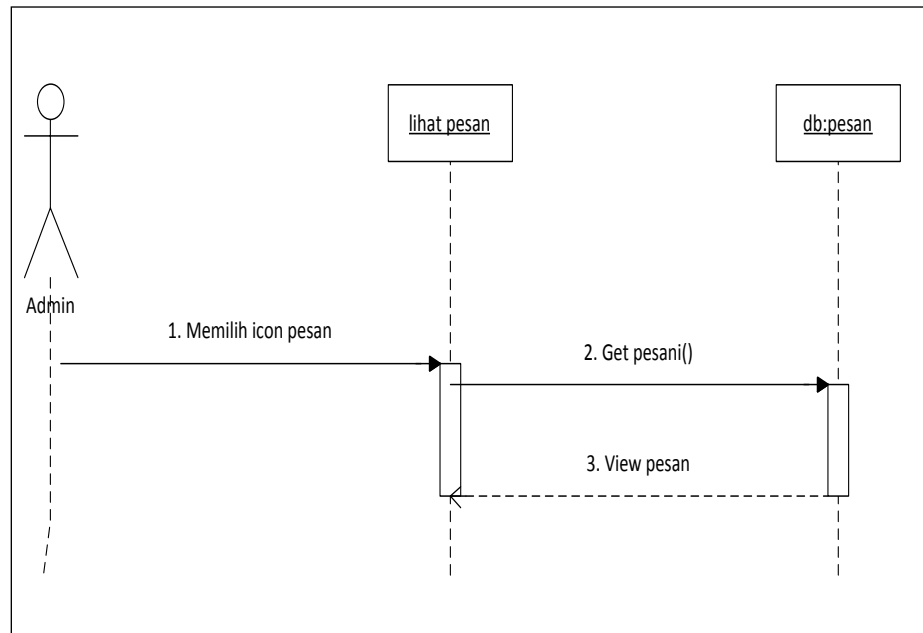 lihat pesan
db:pesan
Admin
1. Memilih icon pesan
2. Get pesani()
3. View pesan